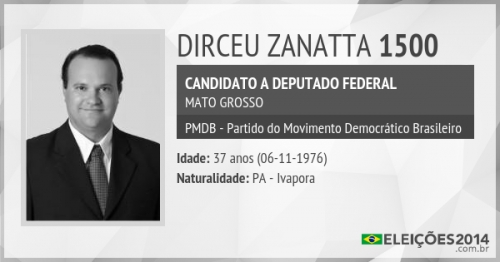 DIRCEU ZANATTA 1500
CANDIDATO A DEPUTADO FEDERAL
MATO GROSSO
PMDB - Partido do Movimento Democrático Brasileiro
Idade: 37 anos (06-11-1976)
Naturalidade: PA - Ivapora
ELEIÇÕES2014
.com.br